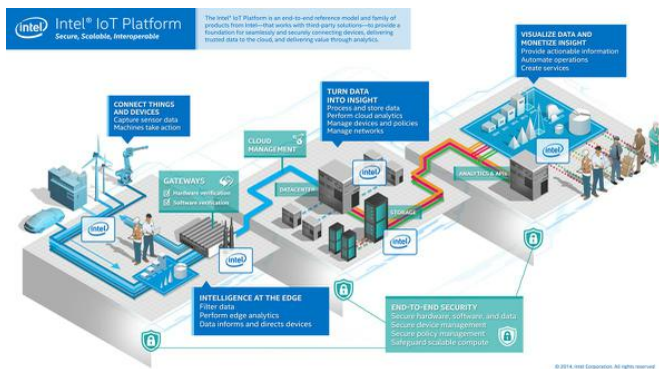 intel
Intel® IoT Platform
Secure, Scalable, Interoperable
The Intel® IoT Platform is an end-to-end reference model and family of
products from Intel—that works with third-party solutions—to provide a
foundation for seamlessly and securely connecting devices, delivering
trusted data to the cloud, and delivering value through analytics.
VISUALIZE DATA AND
MONETIZE INSIGHT
Provide actionable information
Automate operations
Create services
TURN DATA
INTO INSIGHT
Process and store data
Perform cloud analytics
Manage devices and policies
Manage networks
CONNECT THINGS
AND DEVICES
Capture sensor data
Machines take action
CLOUD
MANAGEMENT
GATEWAYS
Hardware verification
Software verification
DATACENTER
intel
ANALYTICS & APIs
intel
STORAGE
intel
intel
intel
INTELLIGENCE AT THE EDGE
Filter data
Perform edge analytics
Data informs and directs devices
END-TO-END SECURITY
Secure hardware, software, and data
Secure device management
Secure policy management
Safeguard scalable compute
© 2014, Intel Corporation. All rights reserved